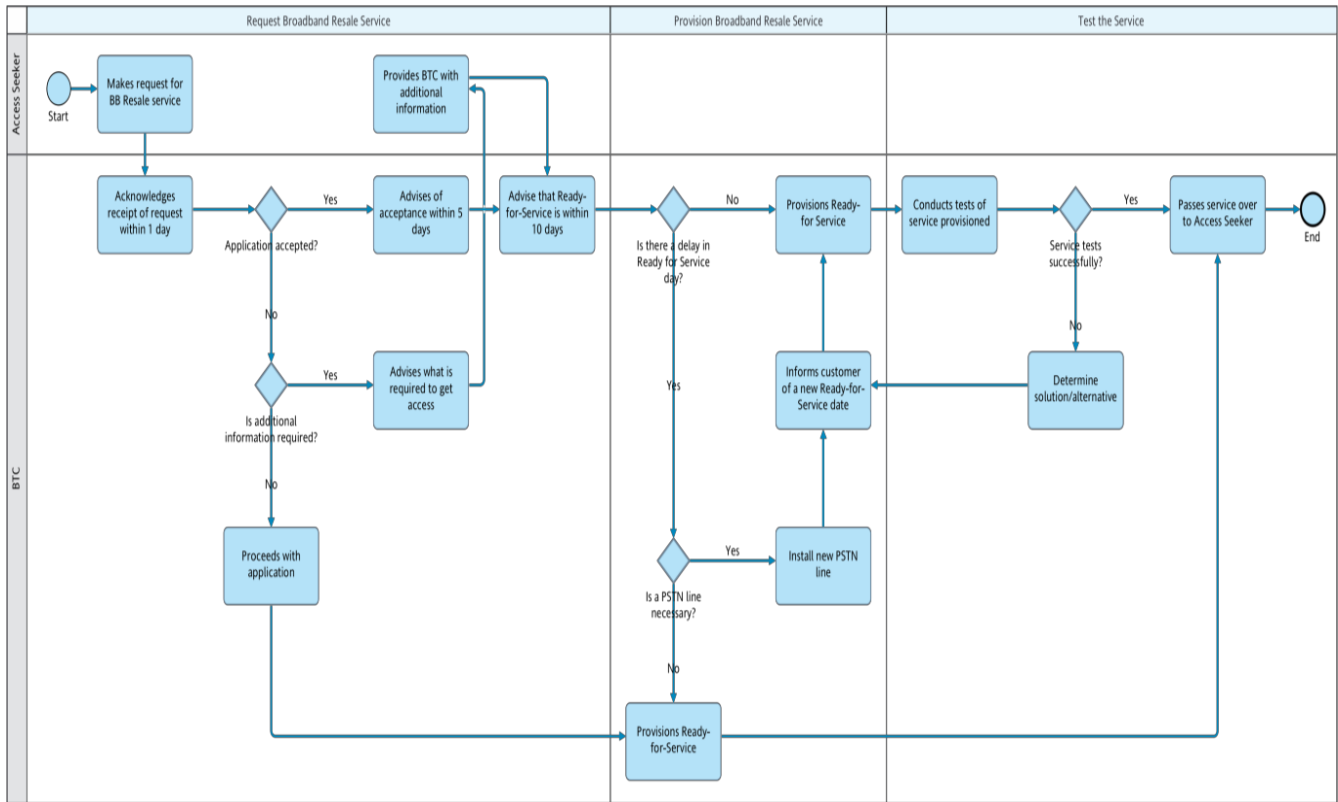 Request Broadband Resale Service
Provision Broadband Resale Service
Test the Service
Access Seeker
Start
Makes request for
BB Resale service
Provides BTC with
additional
information
BTC
Acknowledges
receipt of request
within 1 day
Application accepted?
Yes
Advises of
acceptance within 5
days
Advise that Ready-
for-Service is within
10 days
Is there a delay in
Ready for Service
day?
No
Provisions Ready-
for Service
Conducts tests of
service provisioned
Service tests
successfully?
Yes
Passes service over
to Access Seeker
End
No
Is additional
information required?
Yes
Advises what is
required to get
access
Yes
Informs customer
of a new Ready-for-
Service date
No
Determine
solution/alternative
No
Proceeds with
application
Is a PSTN line
necessary?
Yes
Install new PSTN
line
No
Provisions Ready-
for-Service